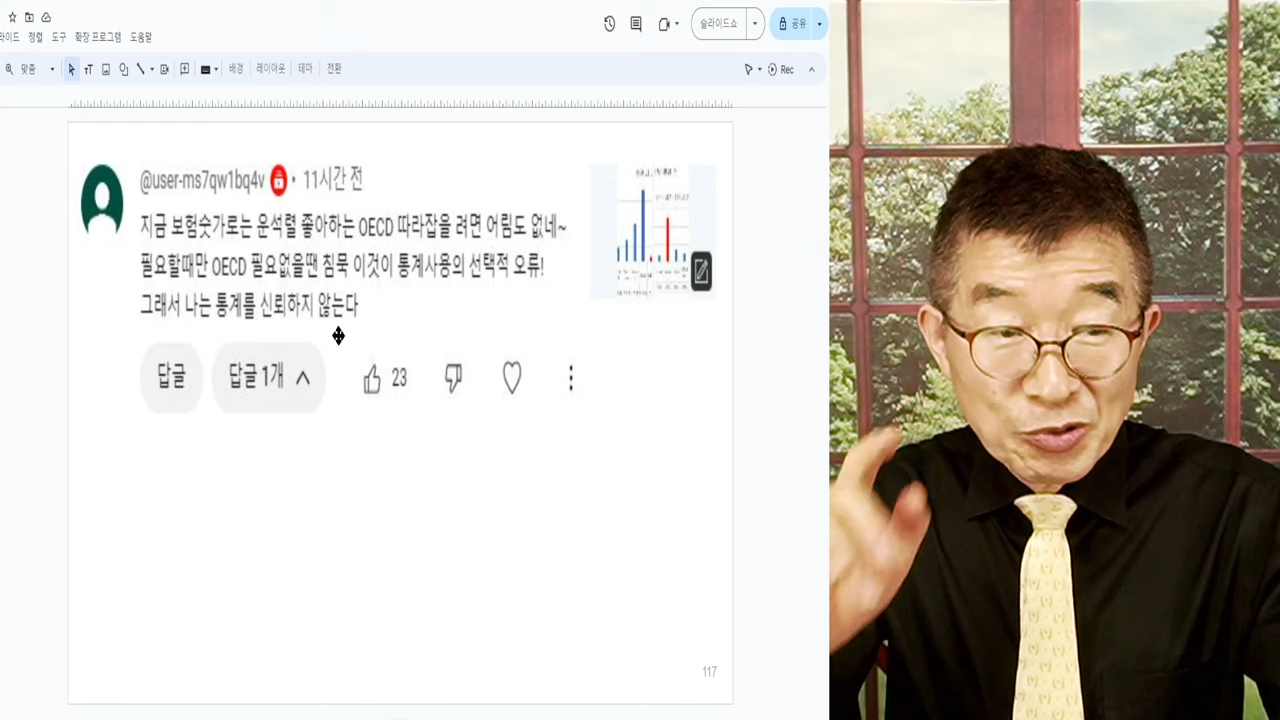 라이드 정렬 도구 확장 프로그램 도움말
슬라이드쇼
공유
맞춤
배경 레이아웃 테마 전환
Rec
@user-ms7qw1bq4v · 11시간 전
지금 보험숫가로는 윤석렬 좋아하는 OECD 따라잡을 려면 어림도 없네~
필요할때만 OECD 필요없을땐 침묵 이것이 통계사용의 선택적 오류!
그래서 나는 통계를 신뢰하지 않는다
답글 답글 1개 23
117